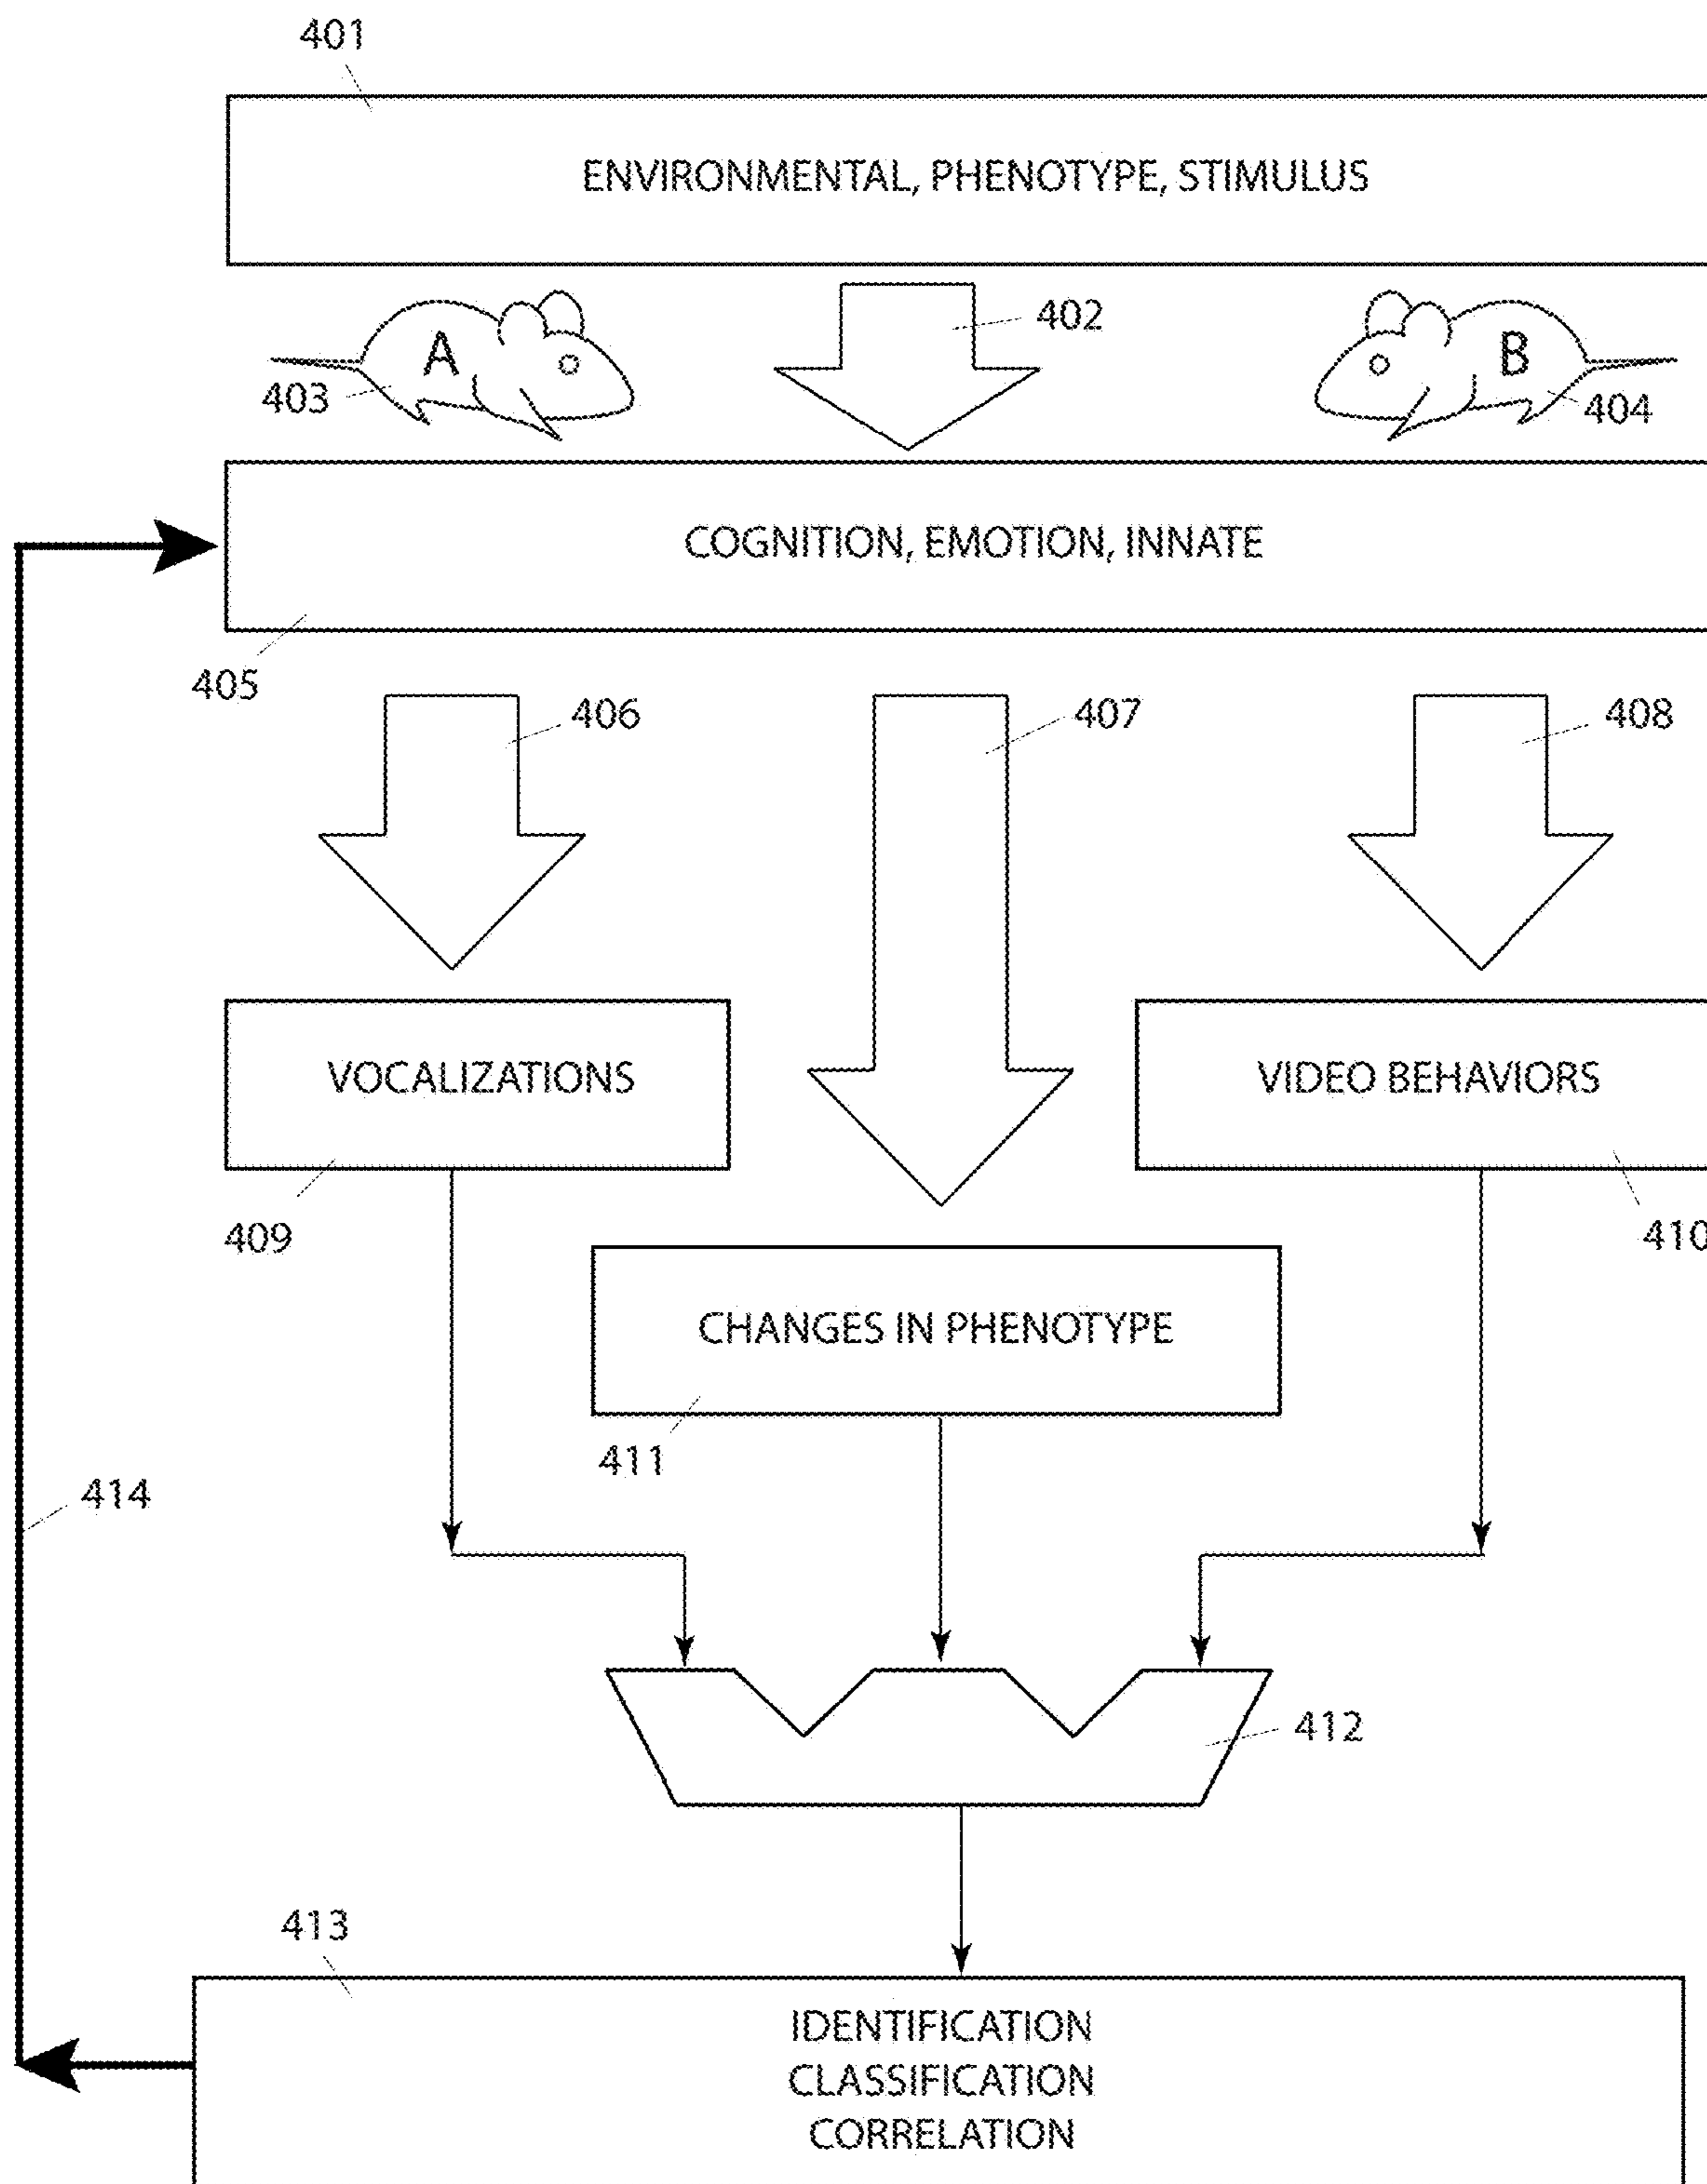 401
ENVIRONMENTAL, PHENOTYPE, STIMULUS
402
A
B
403
404
COGNITION, EMOTION, INNATE
405
406
407
408
VOCALIZATIONS
VIDEO BEHAVIORS
409
410
CHANGES IN PHENOTYPE
411
414
412
413
IDENTIFICATION
CLASSIFICATION
CORRELATION